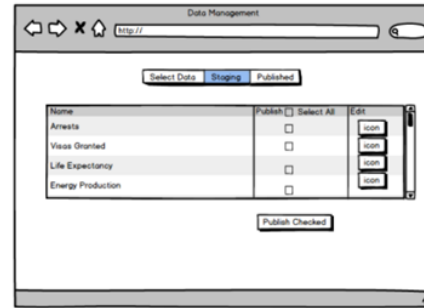 Data Management
http://
Select Data Staging Published
Name Publish Select All Edit
Arrests icon
Visas Granted icon
Life Expectancy icon
Energy Production icon
Publish Checked